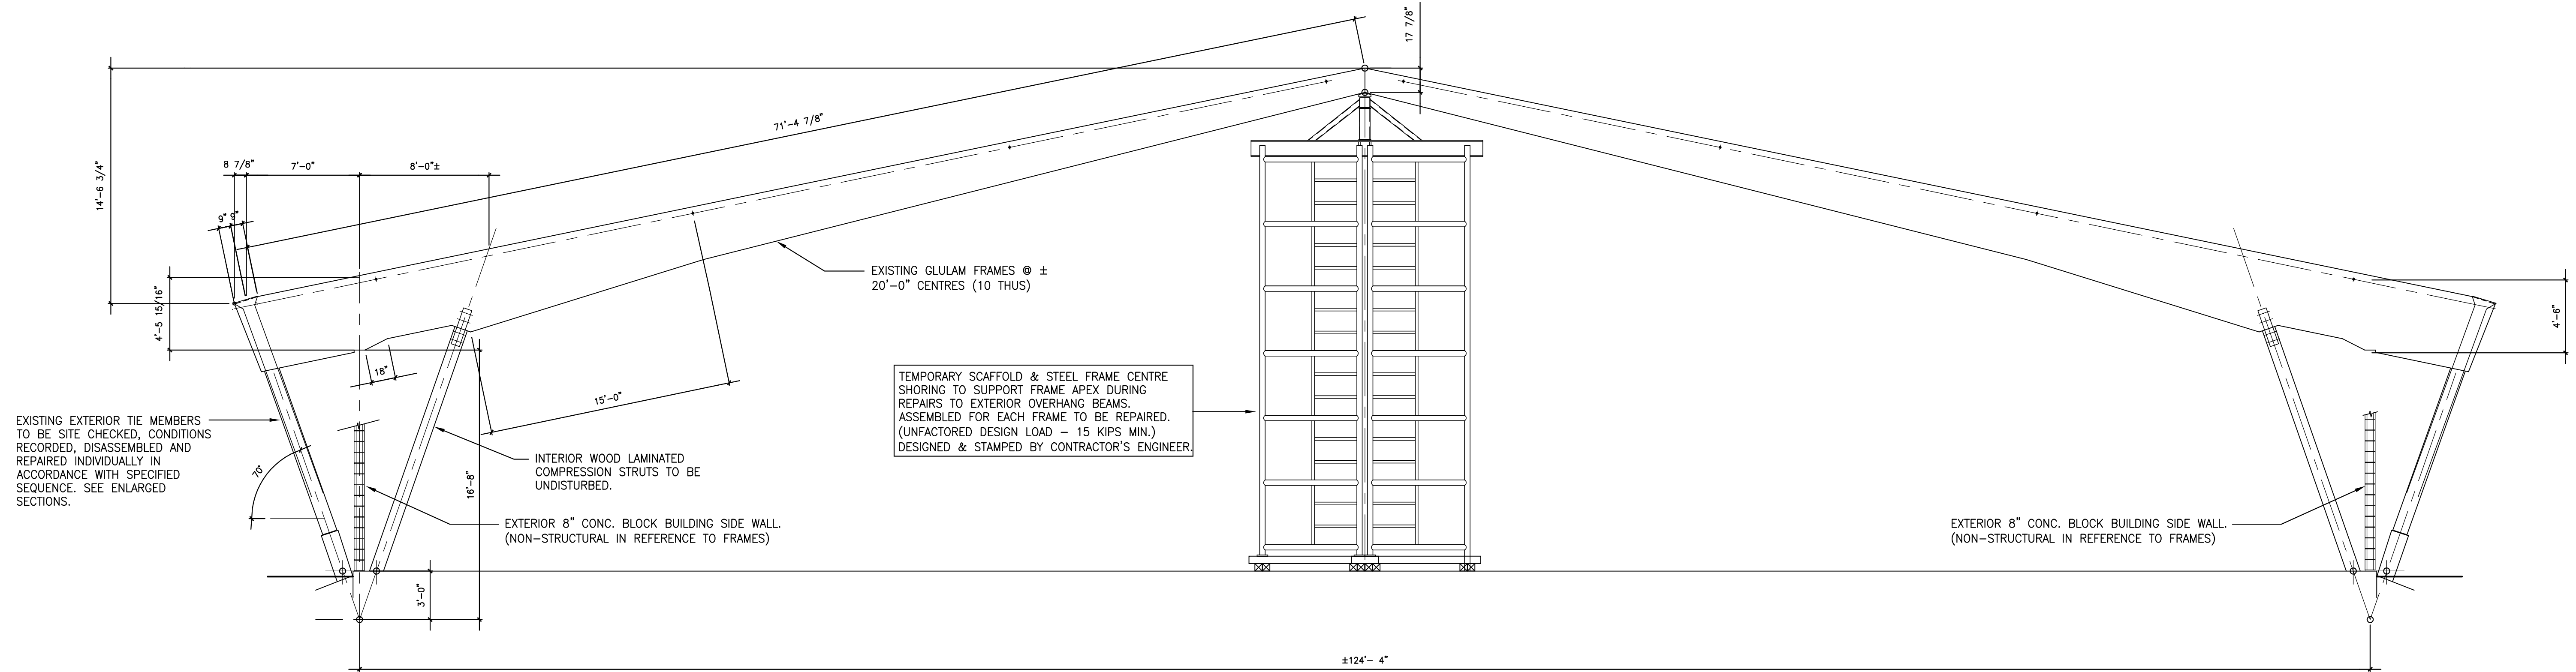 17 7/8"
71'-4 7/8"
14'-6 3/4"
8 7/8"
7'-0"
8'-0"±
9" 9"
4'-5 15/16"
EXISTING GLULAM FRAMES @ ±
20'-0" CENTRES (10 THUS)
4'-6"
18"
15'-0"
TEMPORARY SCAFFOLD & STEEL FRAME CENTRE
SHORING TO SUPPORT FRAME APEX DURING
REPAIRS TO EXTERIOR OVERHANG BEAMS.
ASSEMBLED FOR EACH FRAME TO BE REPAIRED.
(UNFACTORED DESIGN LOAD - 15 KIPS MIN.)
DESIGNED & STAMPED BY CONTRACTOR'S ENGINEER.
EXISTING EXTERIOR TIE MEMBERS
TO BE SITE CHECKED, CONDITIONS
RECORDED, DISASSEMBLED AND
REPAIRED INDIVIDUALLY IN
ACCORDANCE WITH SPECIFIED
SEQUENCE. SEE ENLARGED
SECTIONS.
70°
INTERIOR WOOD LAMINATED
COMPRESSION STRUTS TO BE
UNDISTURBED.
16'-8"
EXTERIOR 8" CONC. BLOCK BUILDING SIDE WALL.
(NON-STRUCTURAL IN REFERENCE TO FRAMES)
EXTERIOR 8" CONC. BLOCK BUILDING SIDE WALL.
(NON-STRUCTURAL IN REFERENCE TO FRAMES)
3'-0"
±124'- 4"